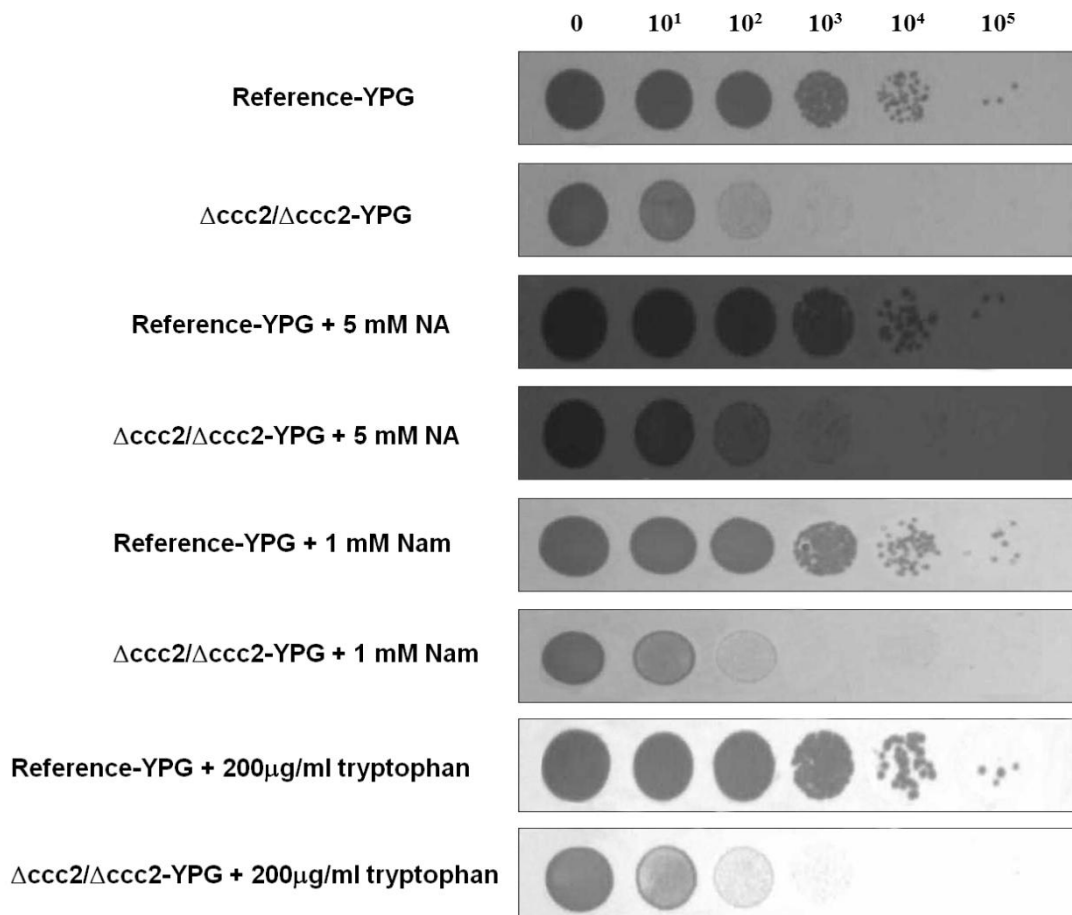 0 10¹ 10² 10³ 10⁴ 10⁵
Reference-YPG
Δccc2/Δccc2-YPG
Reference-YPG + 5 mM NA
Δccc2/Δccc2-YPG + 5 mM NA
Reference-YPG + 1 mM Nam
Δccc2/Δccc2-YPG + 1 mM Nam
Reference-YPG + 200μg/ml tryptophan
Δccc2/Δccc2-YPG + 200μg/ml tryptophan